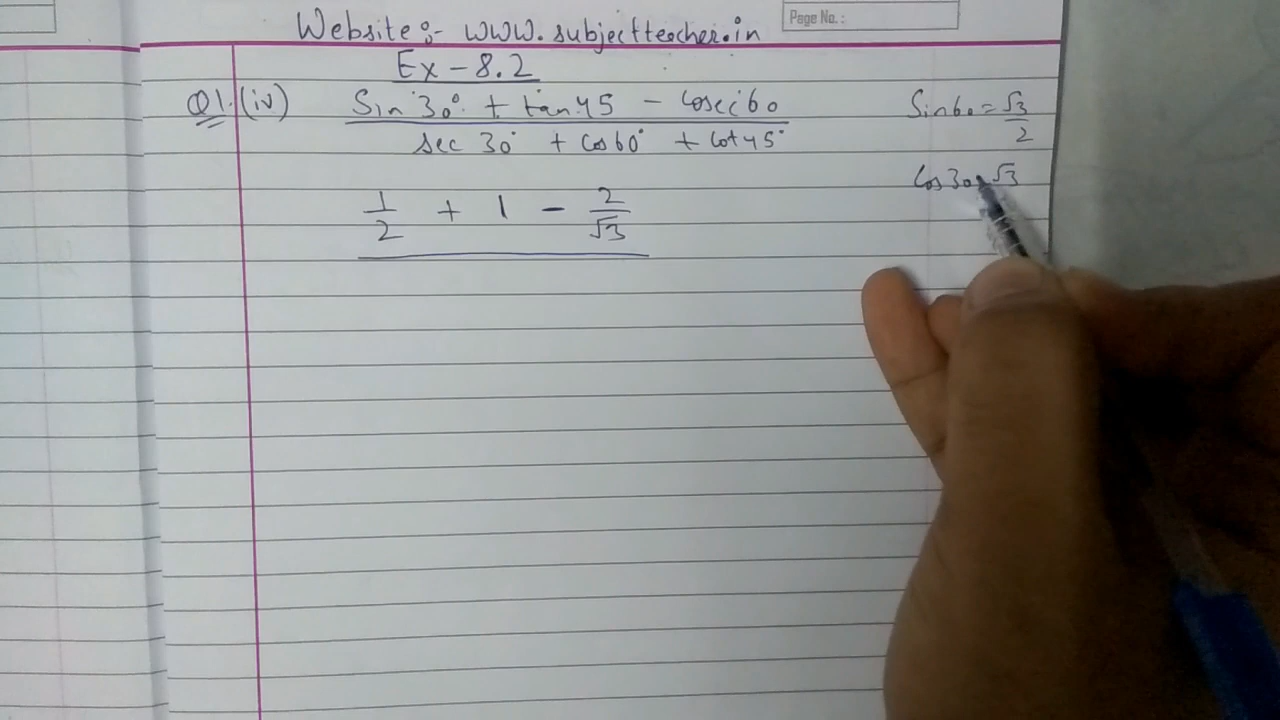 Page No.:
Website :- www.subjectteacher.in
Ex - 8.2
Q1. (iv) Sin 30° + tan 45 - Cosec 60
sec 30° + Cos 60° + Cot 45°
Sin 60 = √3
2
Cos 30 √3
1 + 1 - 2
2 √3